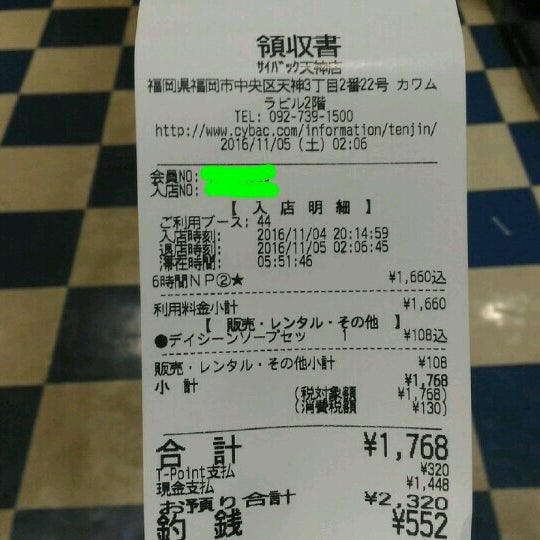 領収書
サイバック天神店
福岡県福岡市中央区天神3丁目2番22号 カワム
ラビル2階
TEL: 092-739-1500
http://www.cybac.com/information/tenjin/
2016/11/05 (土) 02:06
会員NO:
入店NO:
【 入 店 明 細 】
ご利用ブース: 44
入店時刻: 2016/11/04 20:14:59
退店時刻: 2016/11/05 02:06:45
滞在時間: 05:51:46
6時間NP②★ ¥1,660込
利用料金小計 ¥1,660
【 販売・レンタル・その他 】
●デイシーンソープセッ 1 ¥108込
販売・レンタル・その他小計 ¥108
小 計 ¥1,768
(税対象額 ¥1,768)
(消費税額 ¥130)
合 計 ¥1,768
T-Point支払 ¥320
現金支払 ¥1,448
お預り合計 ¥2,320
釣 銭 ¥552